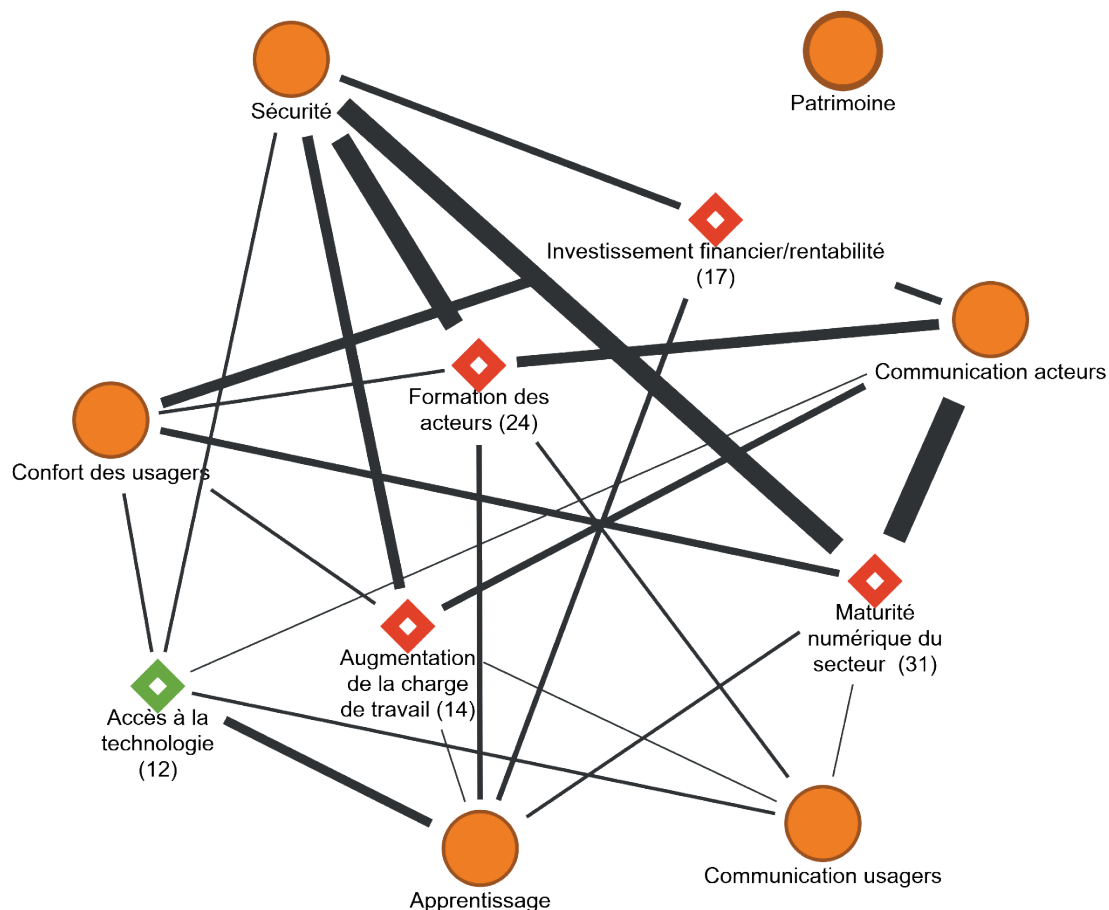 Patrimoine
Sécurité
Investissement financier/rentabilité
(17)
Communication acteurs
Formation des
acteurs (24)
Confort des usagers
Maturité
numérique du
secteur (31)
Augmentation
de la charge
de travail (14)
Accès à la
technologie
(12)
Communication usagers
Apprentissage